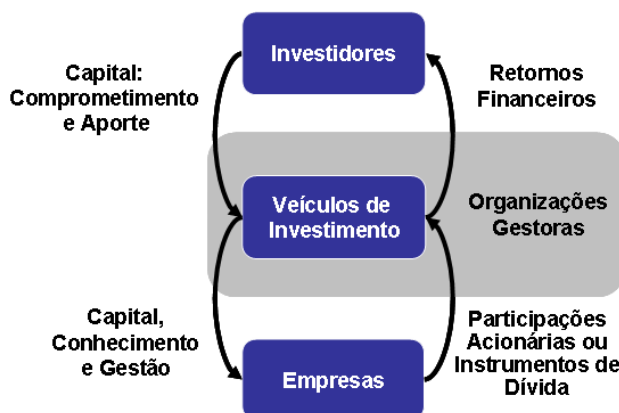 Investidores
Capital:
Comprometimento
e Aporte
Retornos
Financeiros
Veículos de
Investimento
Organizações
Gestoras
Capital,
Conhecimento
e Gestão
Participações
Acionárias ou
Instrumentos de
Dívida
Empresas